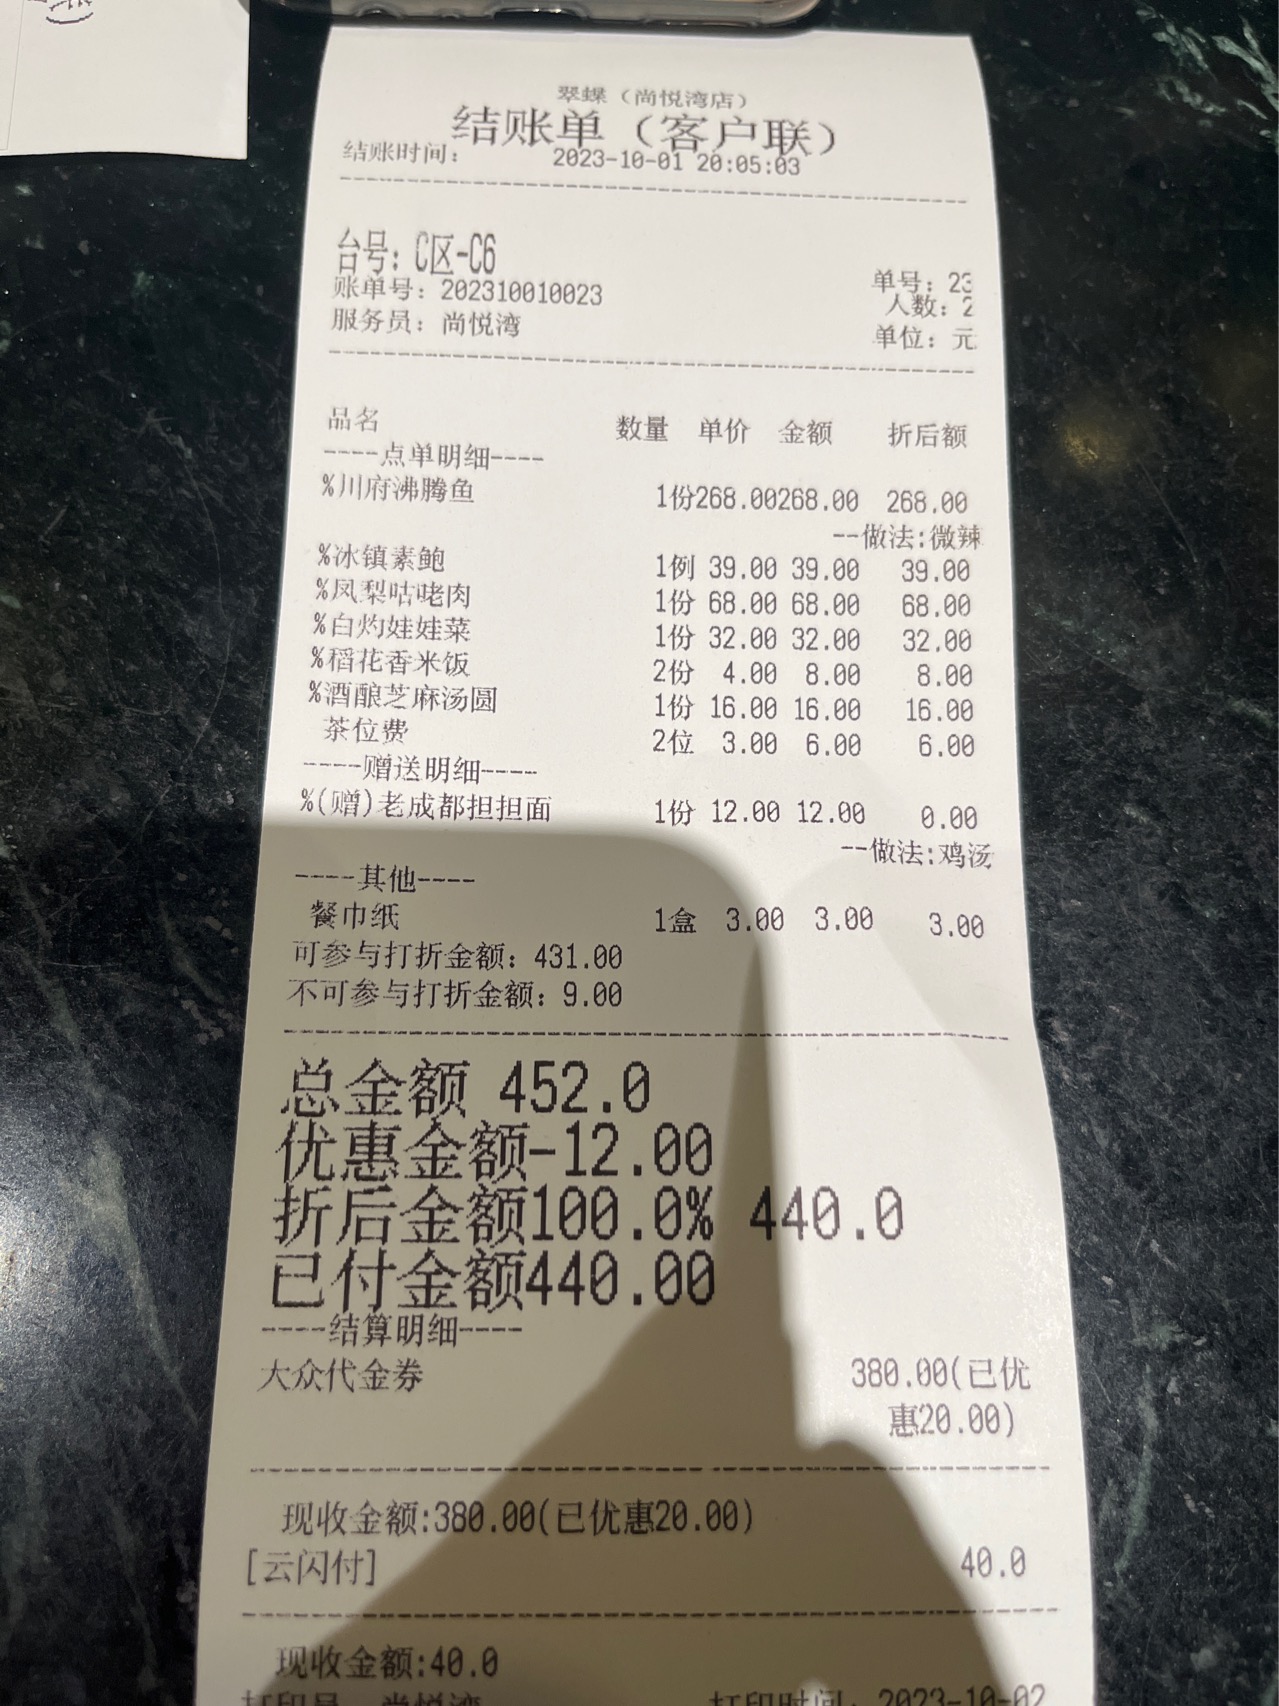 翠蝶（尚悦湾店）
结账单（客户联）
结账时间： 2023-10-01 20:05:03
台号：C区-C6
账单号：202310010023 单号：23
人数：2
服务员：尚悦湾 单位：元
品名 数量 单价 金额 折后额
----点单明细----
%川府沸腾鱼 1份268.00268.00 268.00
--做法:微辣
%冰镇素鲍 1例 39.00 39.00 39.00
%凤梨咕咾肉 1份 68.00 68.00 68.00
%白灼娃娃菜 1份 32.00 32.00 32.00
%稻花香米饭 2份 4.00 8.00 8.00
%酒酿芝麻汤圆 1份 16.00 16.00 16.00
茶位费 2位 3.00 6.00 6.00
----赠送明细----
%(赠)老成都担担面 1份 12.00 12.00 0.00
--做法:鸡汤
----其他----
餐巾纸 1盒 3.00 3.00 3.00
可参与打折金额：431.00
不可参与打折金额：9.00
总金额 452.0
优惠金额-12.00
折后金额100.0% 440.0
已付金额440.00
----结算明细----
大众代金券 380.00(已优
惠20.00)
现收金额:380.00(已优惠20.00)
[云闪付] 40.0
现收金额:40.0
打印员 尚悦湾 打印时间：2023-10-02